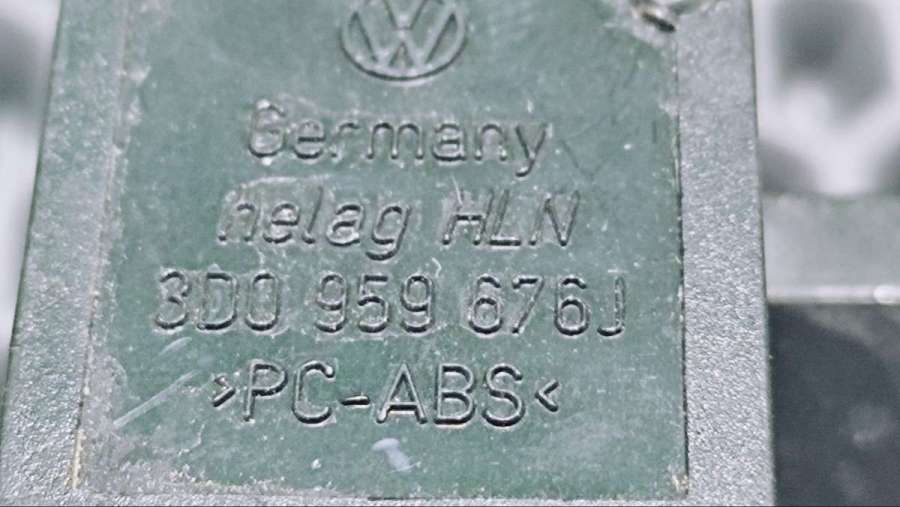 Germany
helag HLN
3D0 959 676J
>PC-ABS<